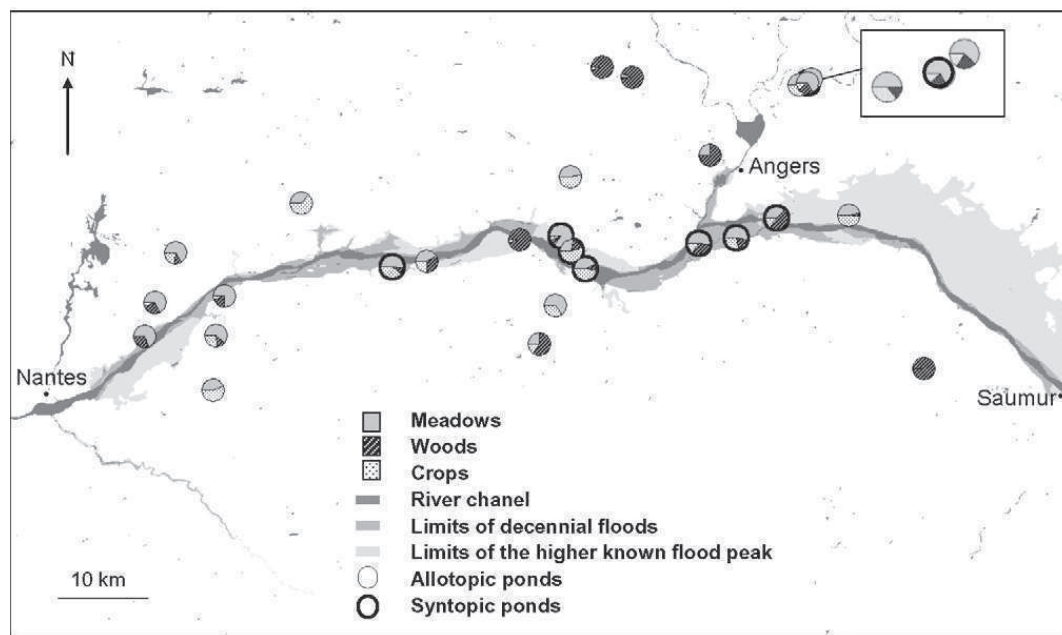 N
Angers
Nantes
Saumur
Meadows
Woods
Crops
River chanel
Limits of decennial floods
Limits of the higher known flood peak
Allotopic ponds
Syntopic ponds
10 km